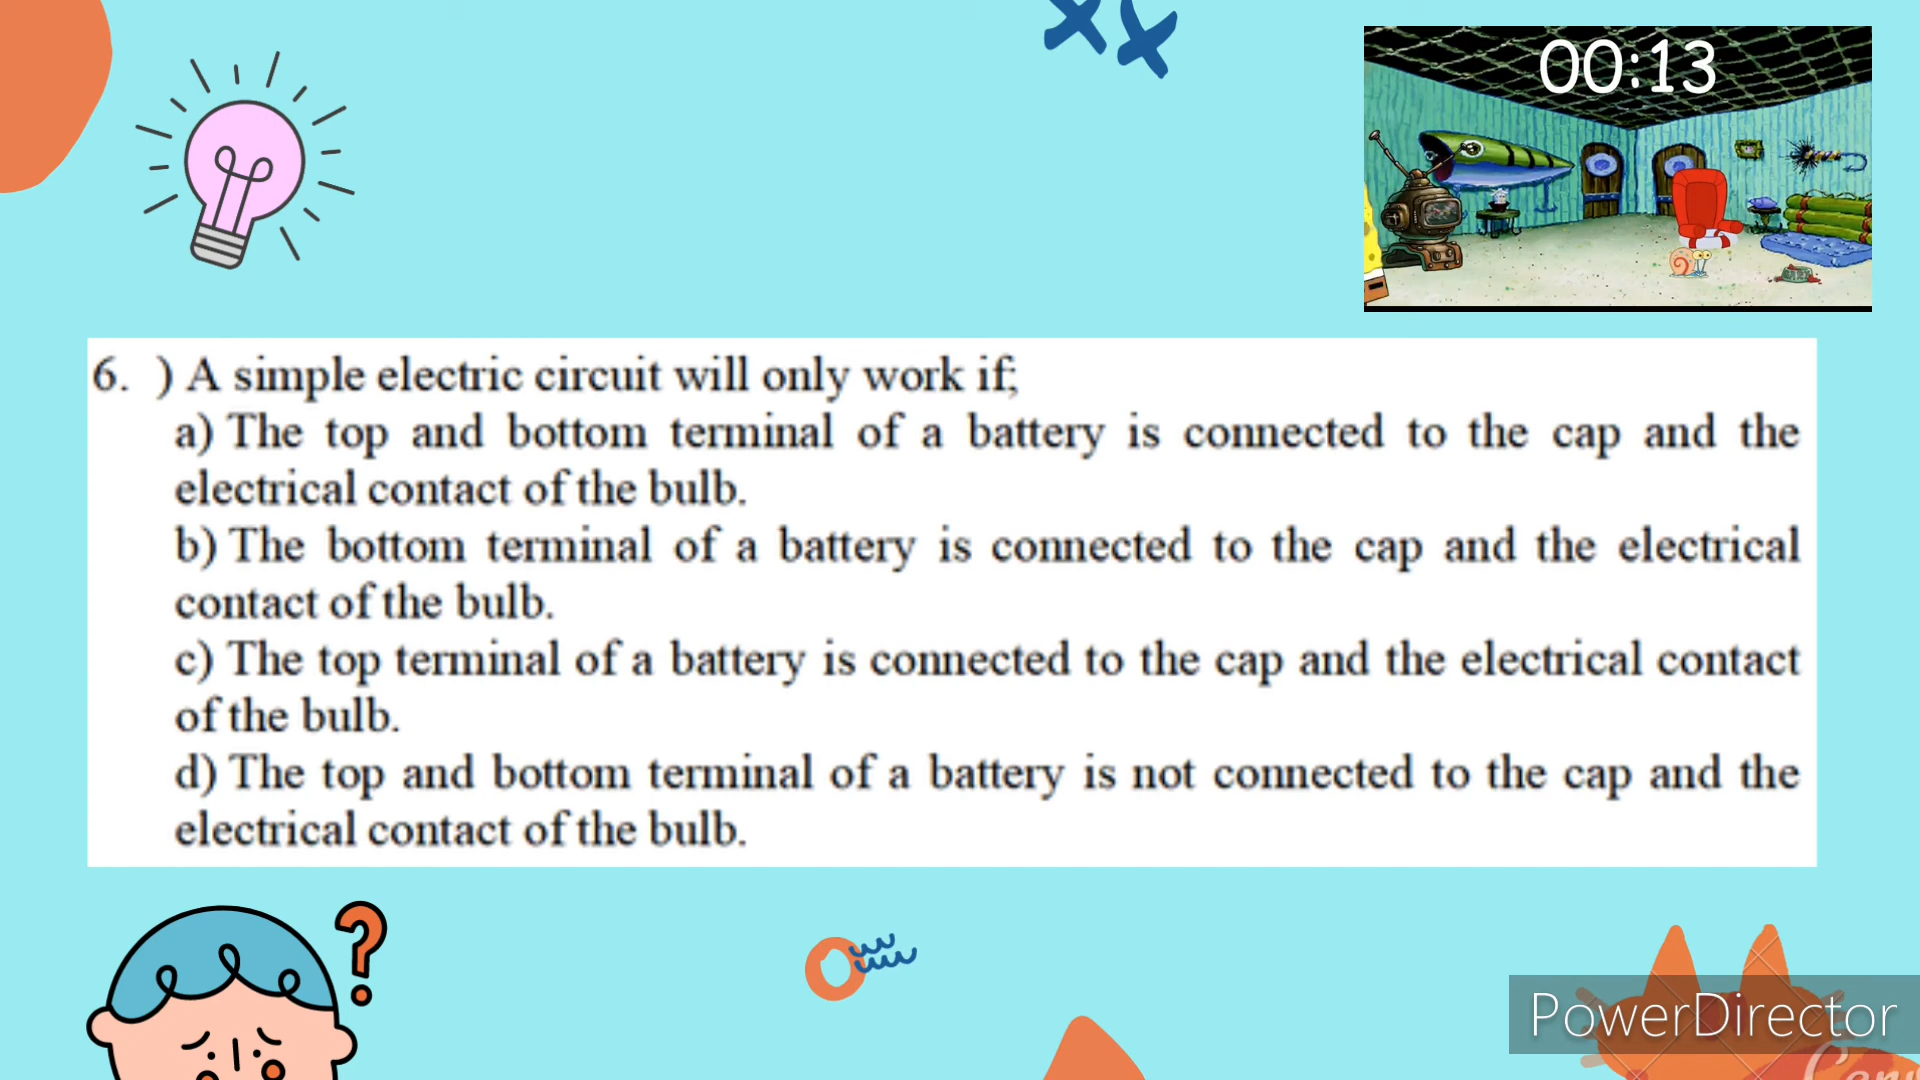 00:13
6. ) A simple electric circuit will only work if;
a) The top and bottom terminal of a battery is connected to the cap and the
electrical contact of the bulb.
b) The bottom terminal of a battery is connected to the cap and the electrical
contact of the bulb.
c) The top terminal of a battery is connected to the cap and the electrical contact
of the bulb.
d) The top and bottom terminal of a battery is not connected to the cap and the
electrical contact of the bulb.
PowerDirector